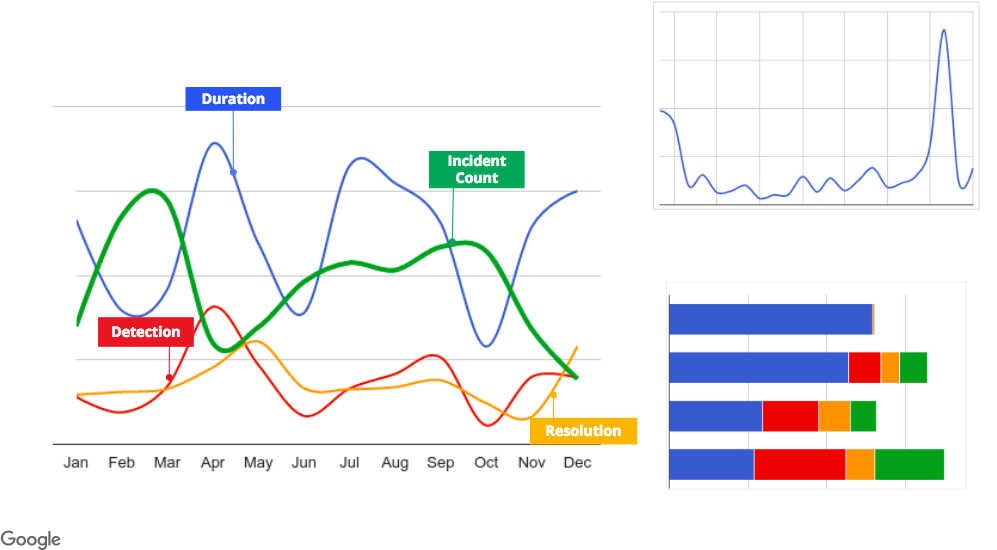 Duration
Incident
Count
Detection
Resolution
Jan Feb Mar Apr May Jun Jul Aug Sep Oct Nov Dec
Google